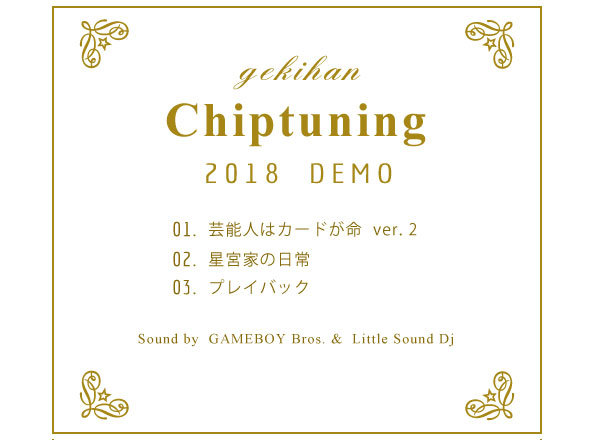 gekihan
Chiptuning
2018 DEMO
01. 芸能人はカードが命 ver.2
02. 星宮家の日常
03. プレイバック
Sound by GAMEBOY Bros. & Little Sound Dj